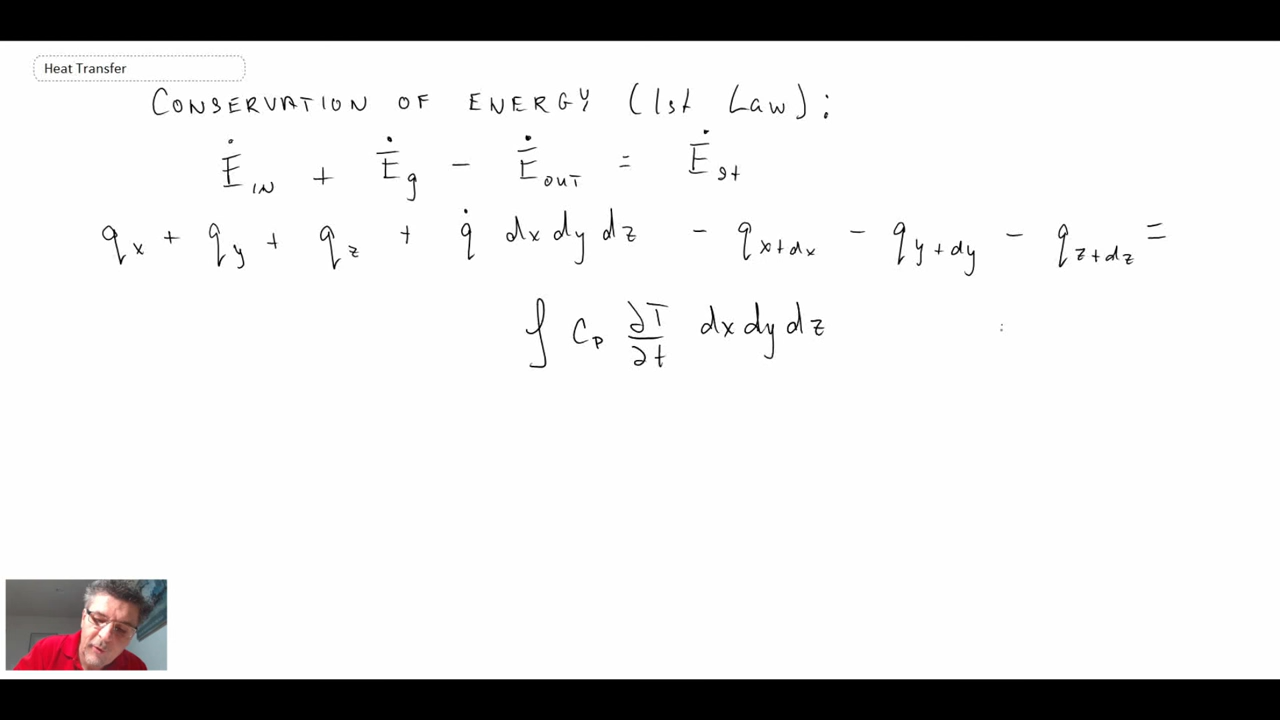 Heat Transfer
CONSERVATION OF ENERGY (1st Law):
Ė_IN + Ė_g - Ė_OUT = Ė_st
q_x + q_y + q_z + q̇ dx dy dz - q_x+dx - q_y+dy - q_z+dz =
ρ C_p ∂T/∂t dx dy dz